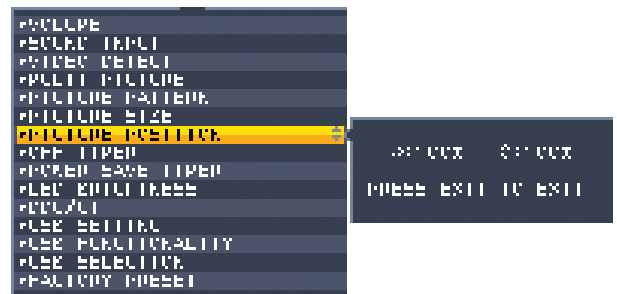 VOLUME
SOUND INPUT
VIDEO DETECT
MULTI PICTURE
PICTURE PATTERN
PICTURE SIZE
PICTURE POSITION
OFF TIMER
POWER SAVE TIMER
LED BRIGHTNESS
DDC/CI
USB SETTING
USB FUNCTIONALITY
USB SELECTION
FACTORY PRESET
PRESS EXIT TO EXIT